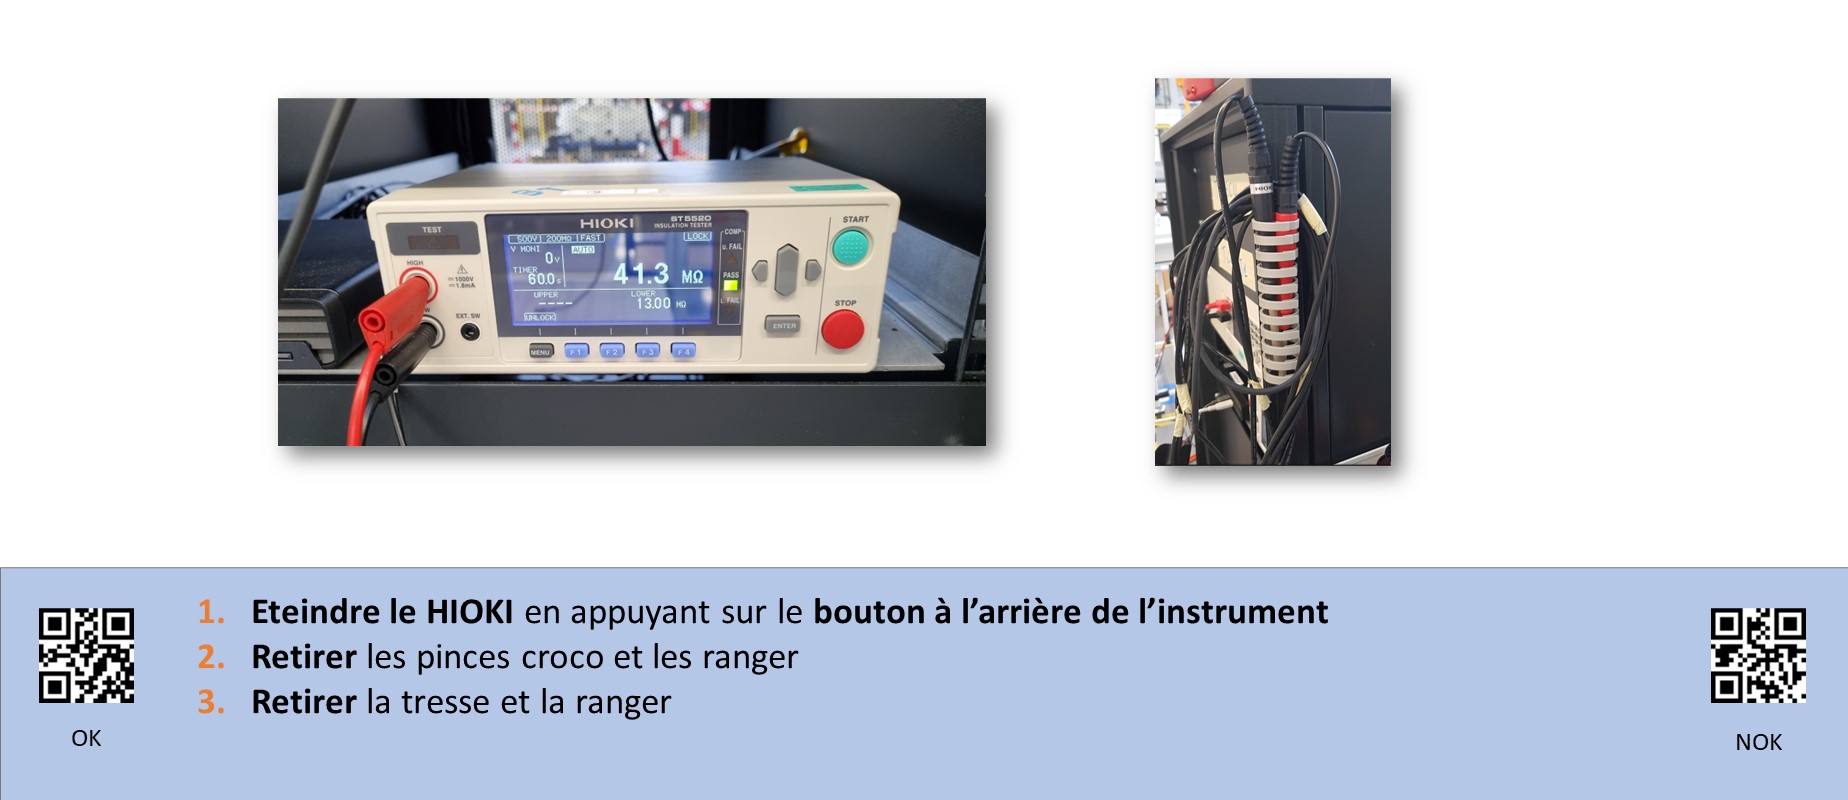 HIOKI
ST5520
INSULATION TESTER
TEST
HIGH
⎓1000V
⎓1.8mA
EXT. SW
500V 200MΩ FAST
LOCK
V MONI
AUTO
0V
TIMER
60.0s
41.3 MΩ
UPPER
LOWER
----
13.00 MΩ
UNLOCK
COMP
U. FAIL
PASS
L. FAIL
MENU
F1
F2
F3
F4
START
STOP
ENTER
HIOKI
1. Eteindre le HIOKI en appuyant sur le bouton à l’arrière de l’instrument
2. Retirer les pinces croco et les ranger
3. Retirer la tresse et la ranger
OK
NOK